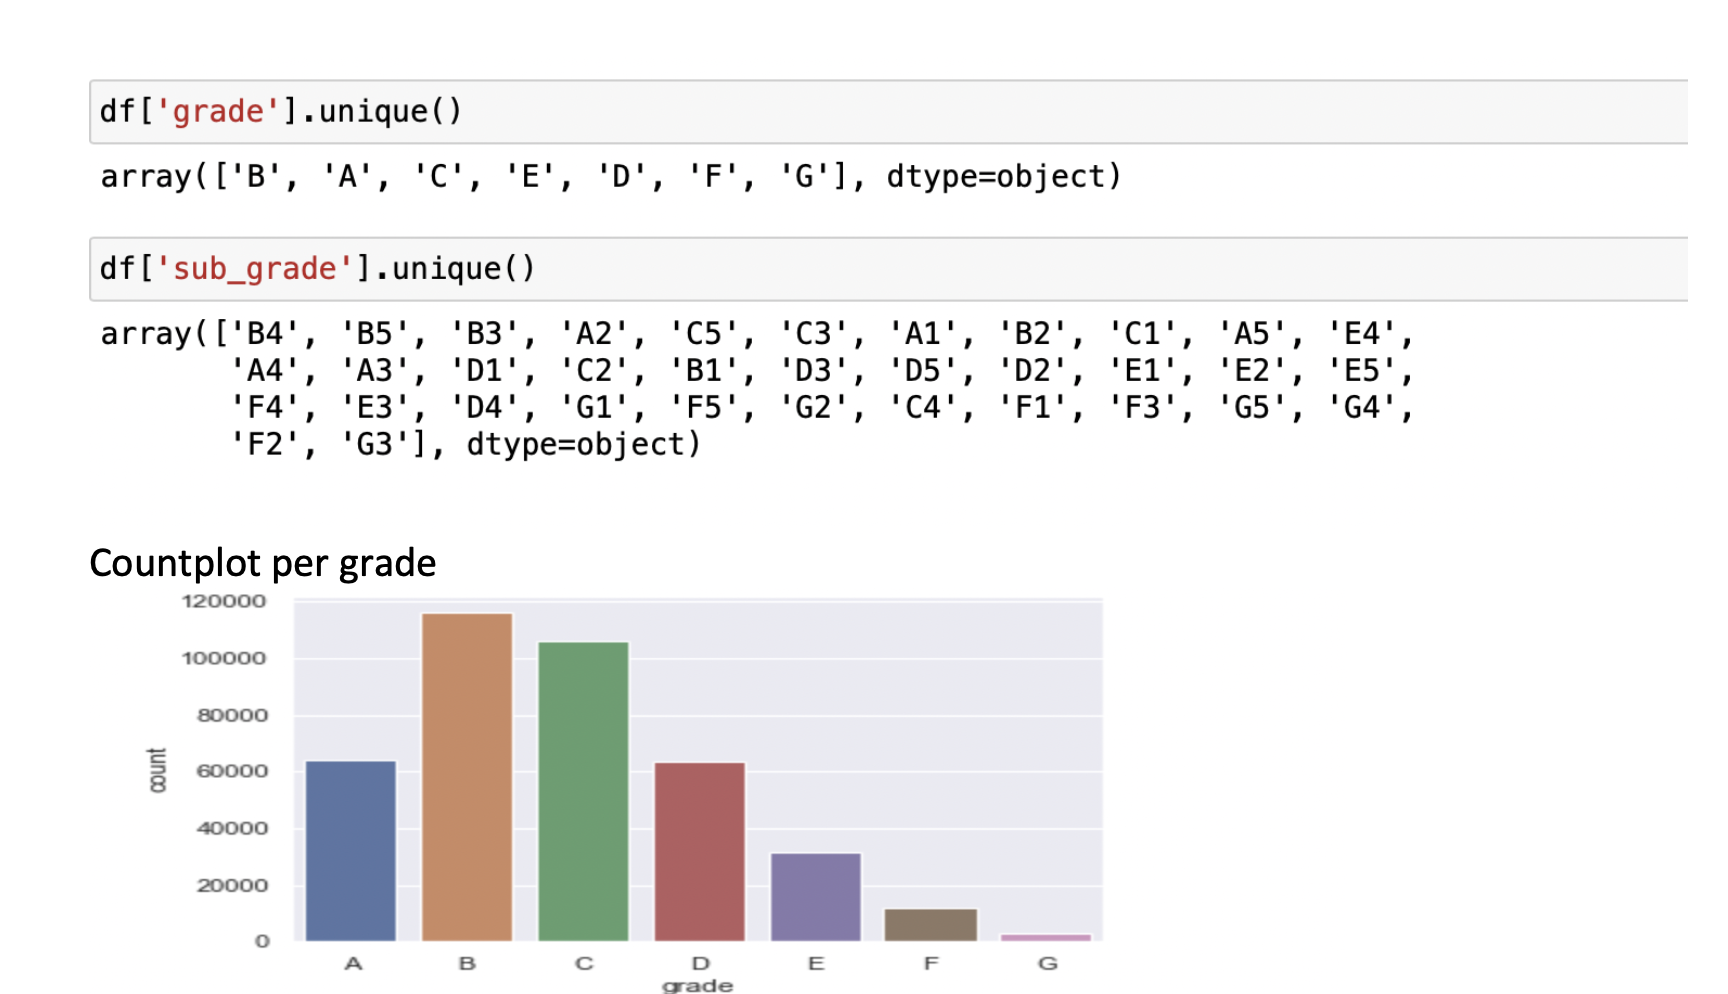 df['grade'].unique()
array(['B', 'A', 'C', 'E', 'D', 'F', 'G'], dtype=object)
df['sub_grade'].unique()
array(['B4', 'B5', 'B3', 'A2', 'C5', 'C3', 'A1', 'B2', 'C1', 'A5', 'E4',
'A4', 'A3', 'D1', 'C2', 'B1', 'D3', 'D5', 'D2', 'E1', 'E2', 'E5',
'F4', 'E3', 'D4', 'G1', 'F5', 'G2', 'C4', 'F1', 'F3', 'G5', 'G4',
'F2', 'G3'], dtype=object)
Countplot per grade
120000
100000
80000
60000
40000
20000
0
count
A B C D E F G
grade